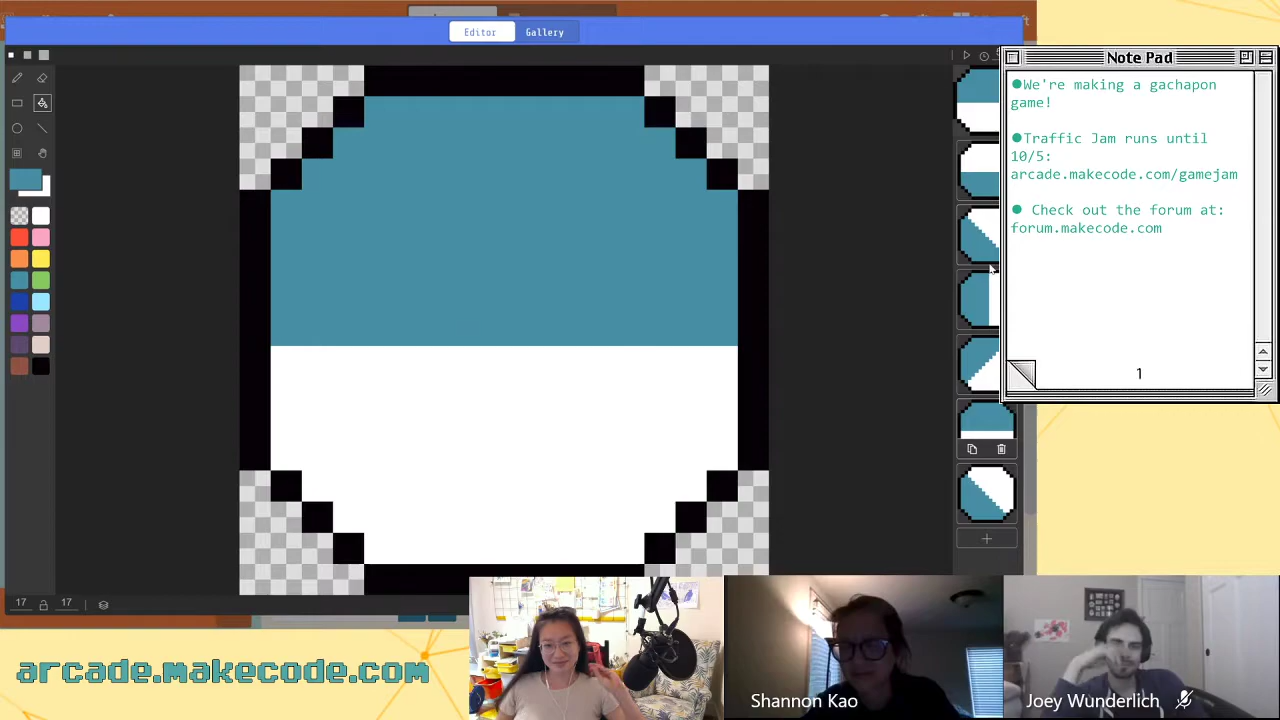 Editor Gallery
Note Pad
●We're making a gachapon
game!
●Traffic Jam runs until
10/5:
arcade.makecode.com/gamejam
● Check out the forum at:
forum.makecode.com
1
17 17
arcade.makecode.com
Shannon Kao
Joey Wunderlich